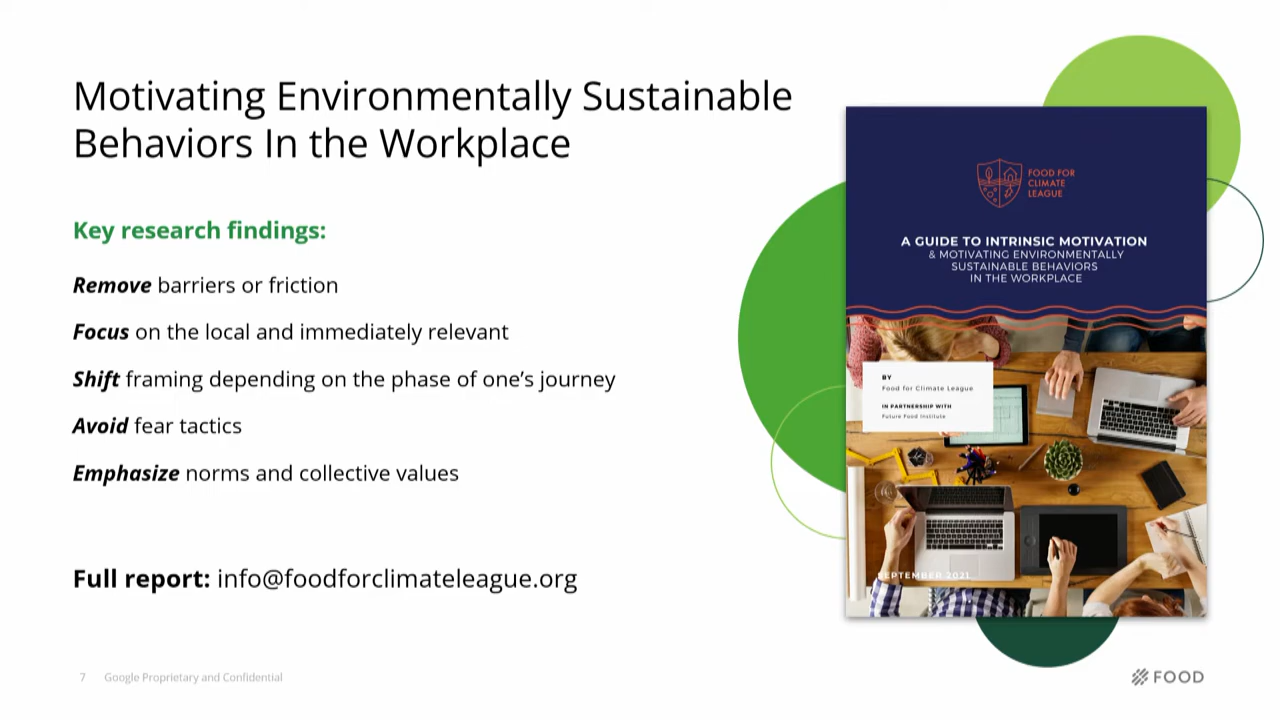 Motivating Environmentally Sustainable
Behaviors In the Workplace
Key research findings:
Remove barriers or friction
Focus on the local and immediately relevant
Shift framing depending on the phase of one’s journey
Avoid fear tactics
Emphasize norms and collective values
Full report: info@foodforclimateleague.org
FOOD FOR
CLIMATE
LEAGUE
A GUIDE TO INTRINSIC MOTIVATION
& MOTIVATING ENVIRONMENTALLY
SUSTAINABLE BEHAVIORS
IN THE WORKPLACE
BY
Food for Climate League
IN PARTNERSHIP WITH
Future Food Institute
SEPTEMBER 2021
7 Google Proprietary and Confidential
FOOD